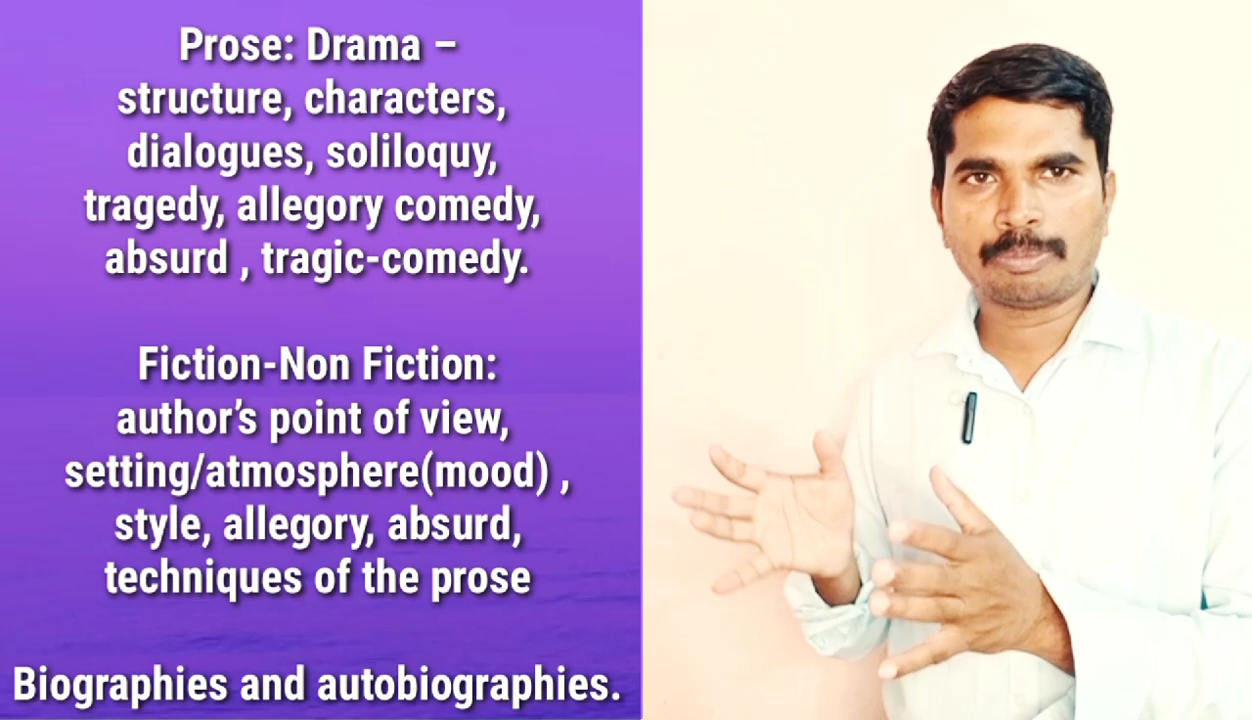 Prose: Drama –
structure, characters,
dialogues, soliloquy,
tragedy, allegory comedy,
absurd , tragic-comedy.
Fiction-Non Fiction:
author’s point of view,
setting/atmosphere(mood) ,
style, allegory, absurd,
techniques of the prose
Biographies and autobiographies.